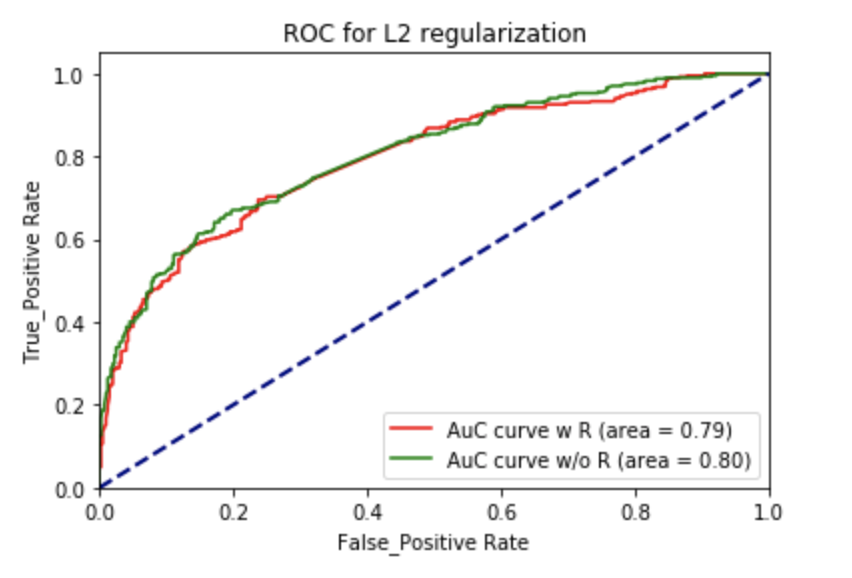 ROC for L2 regularization
1.0
0.8
0.6
0.4
0.2
0.0
True_Positive Rate
AuC curve w R (area = 0.79)
AuC curve w/o R (area = 0.80)
0.0 0.2 0.4 0.6 0.8 1.0
False_Positive Rate